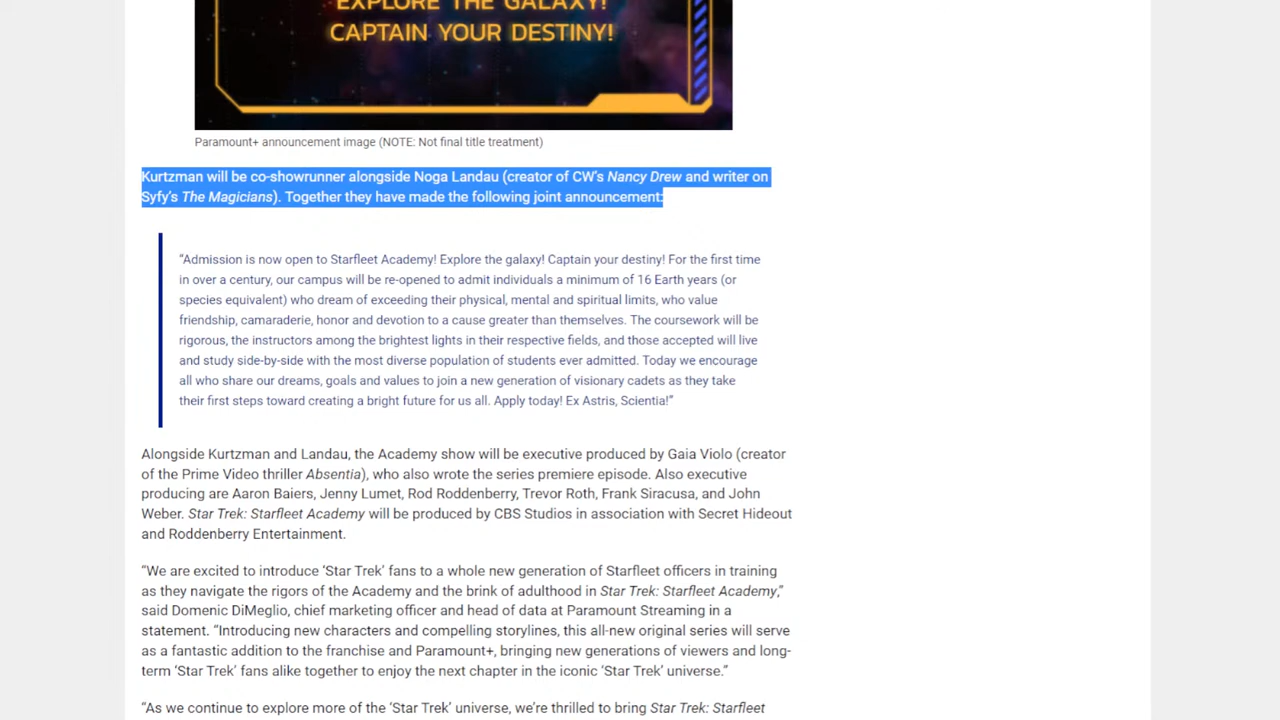 EXPLORE THE GALAXY!
CAPTAIN YOUR DESTINY!
Paramount+ announcement image (NOTE: Not final title treatment)
Kurtzman will be co-showrunner alongside Noga Landau (creator of CW’s Nancy Drew and writer on
Syfy’s The Magicians). Together they have made the following joint announcement:
“Admission is now open to Starfleet Academy! Explore the galaxy! Captain your destiny! For the first time
in over a century, our campus will be re-opened to admit individuals a minimum of 16 Earth years (or
species equivalent) who dream of exceeding their physical, mental and spiritual limits, who value
friendship, camaraderie, honor and devotion to a cause greater than themselves. The coursework will be
rigorous, the instructors among the brightest lights in their respective fields, and those accepted will live
and study side-by-side with the most diverse population of students ever admitted. Today we encourage
all who share our dreams, goals and values to join a new generation of visionary cadets as they take
their first steps toward creating a bright future for us all. Apply today! Ex Astris, Scientia!”
Alongside Kurtzman and Landau, the Academy show will be executive produced by Gaia Violo (creator
of the Prime Video thriller Absentia), who also wrote the series premiere episode. Also executive
producing are Aaron Baiers, Jenny Lumet, Rod Roddenberry, Trevor Roth, Frank Siracusa, and John
Weber. Star Trek: Starfleet Academy will be produced by CBS Studios in association with Secret Hideout
and Roddenberry Entertainment.
“We are excited to introduce ‘Star Trek’ fans to a whole new generation of Starfleet officers in training
as they navigate the rigors of the Academy and the brink of adulthood in Star Trek: Starfleet Academy,”
said Domenic DiMeglio, chief marketing officer and head of data at Paramount Streaming in a
statement. “Introducing new characters and compelling storylines, this all-new original series will serve
as a fantastic addition to the franchise and Paramount+, bringing new generations of viewers and long-
term ‘Star Trek’ fans alike together to enjoy the next chapter in the iconic ‘Star Trek’ universe.”
“As we continue to explore more of the ‘Star Trek’ universe, we’re thrilled to bring Star Trek: Starfleet